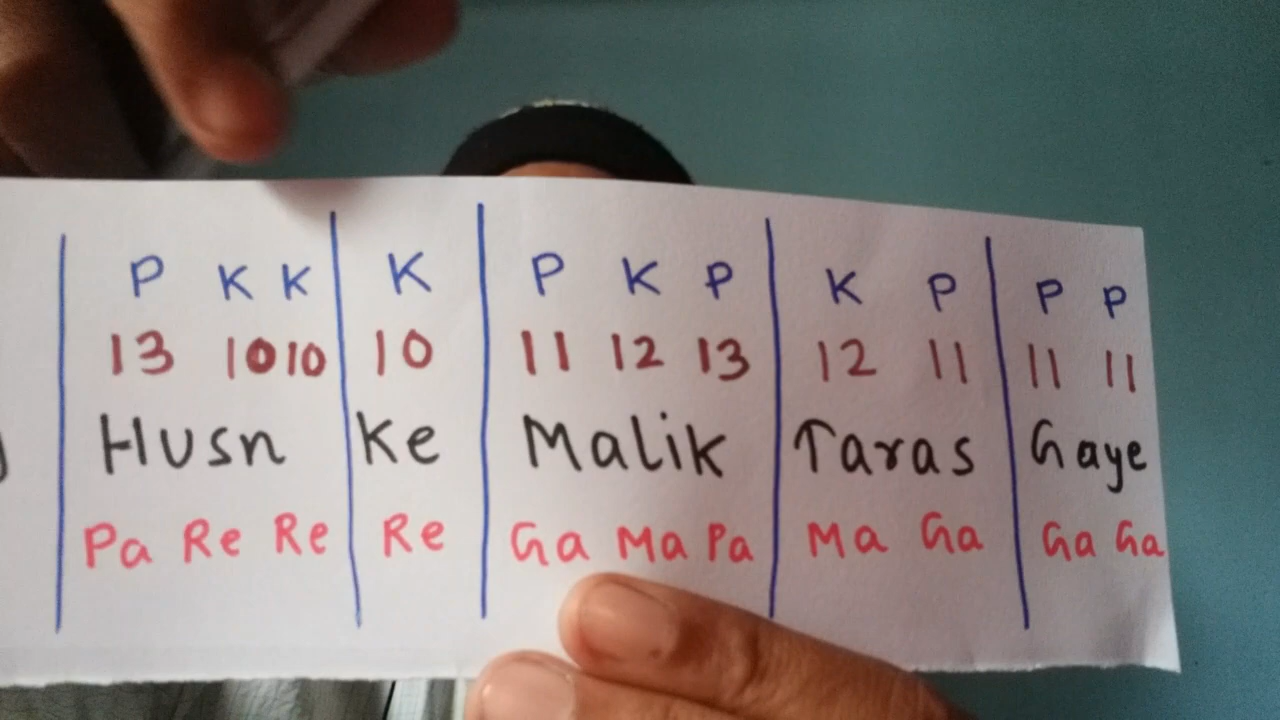 P K K K P K P K P P P
13 10 10 10 11 12 13 12 11 11 11
Husn Ke Malik Taras Gaye
Pa Re Re Re Ga Ma Pa Ma Ga Ga Ga